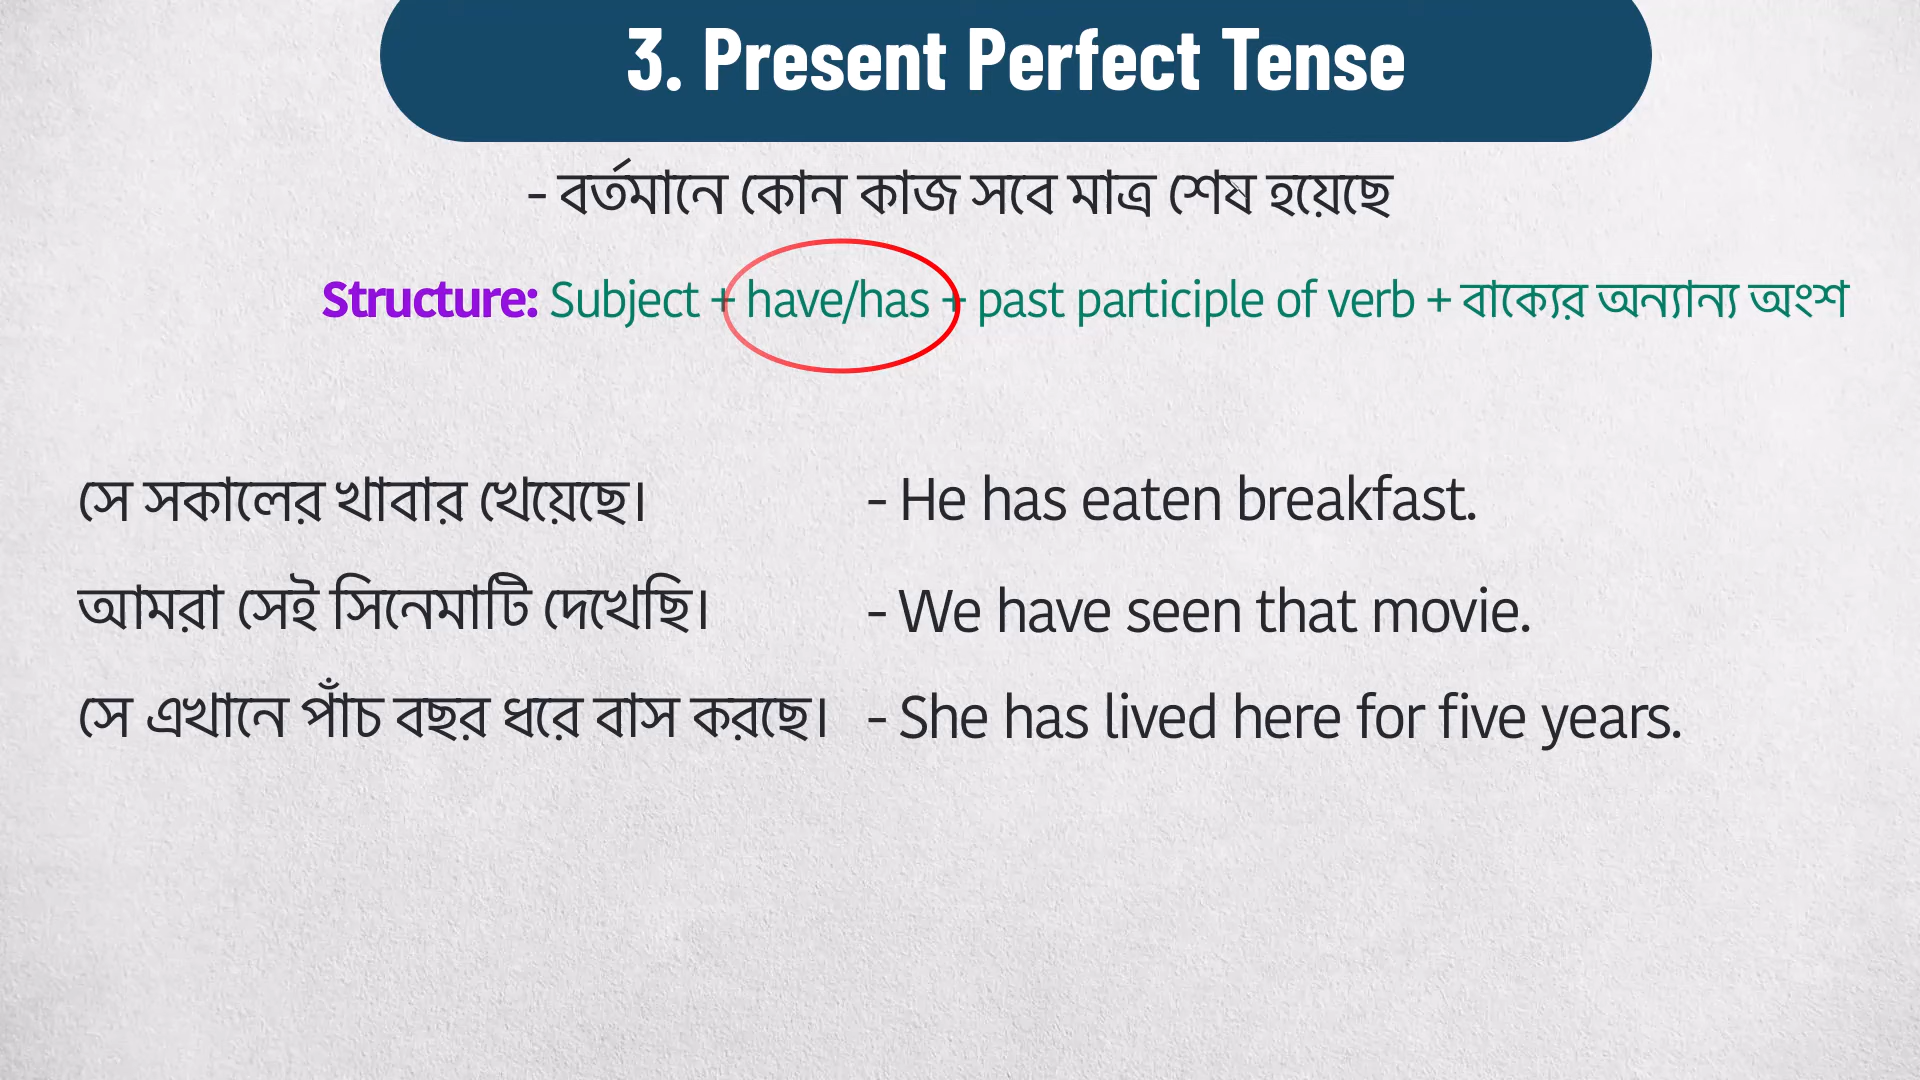 3. Present Perfect Tense
- বর্তমানে কোন কাজ সবে মাত্র শেষ হয়েছে
Structure: Subject + have/has + past participle of verb + বাক্যের অন্যান্য অংশ
সে সকালের খাবার খেয়েছে। - He has eaten breakfast.
আমরা সেই সিনেমাটি দেখেছি। - We have seen that movie.
সে এখানে পাঁচ বছর ধরে বাস করছে। - She has lived here for five years.